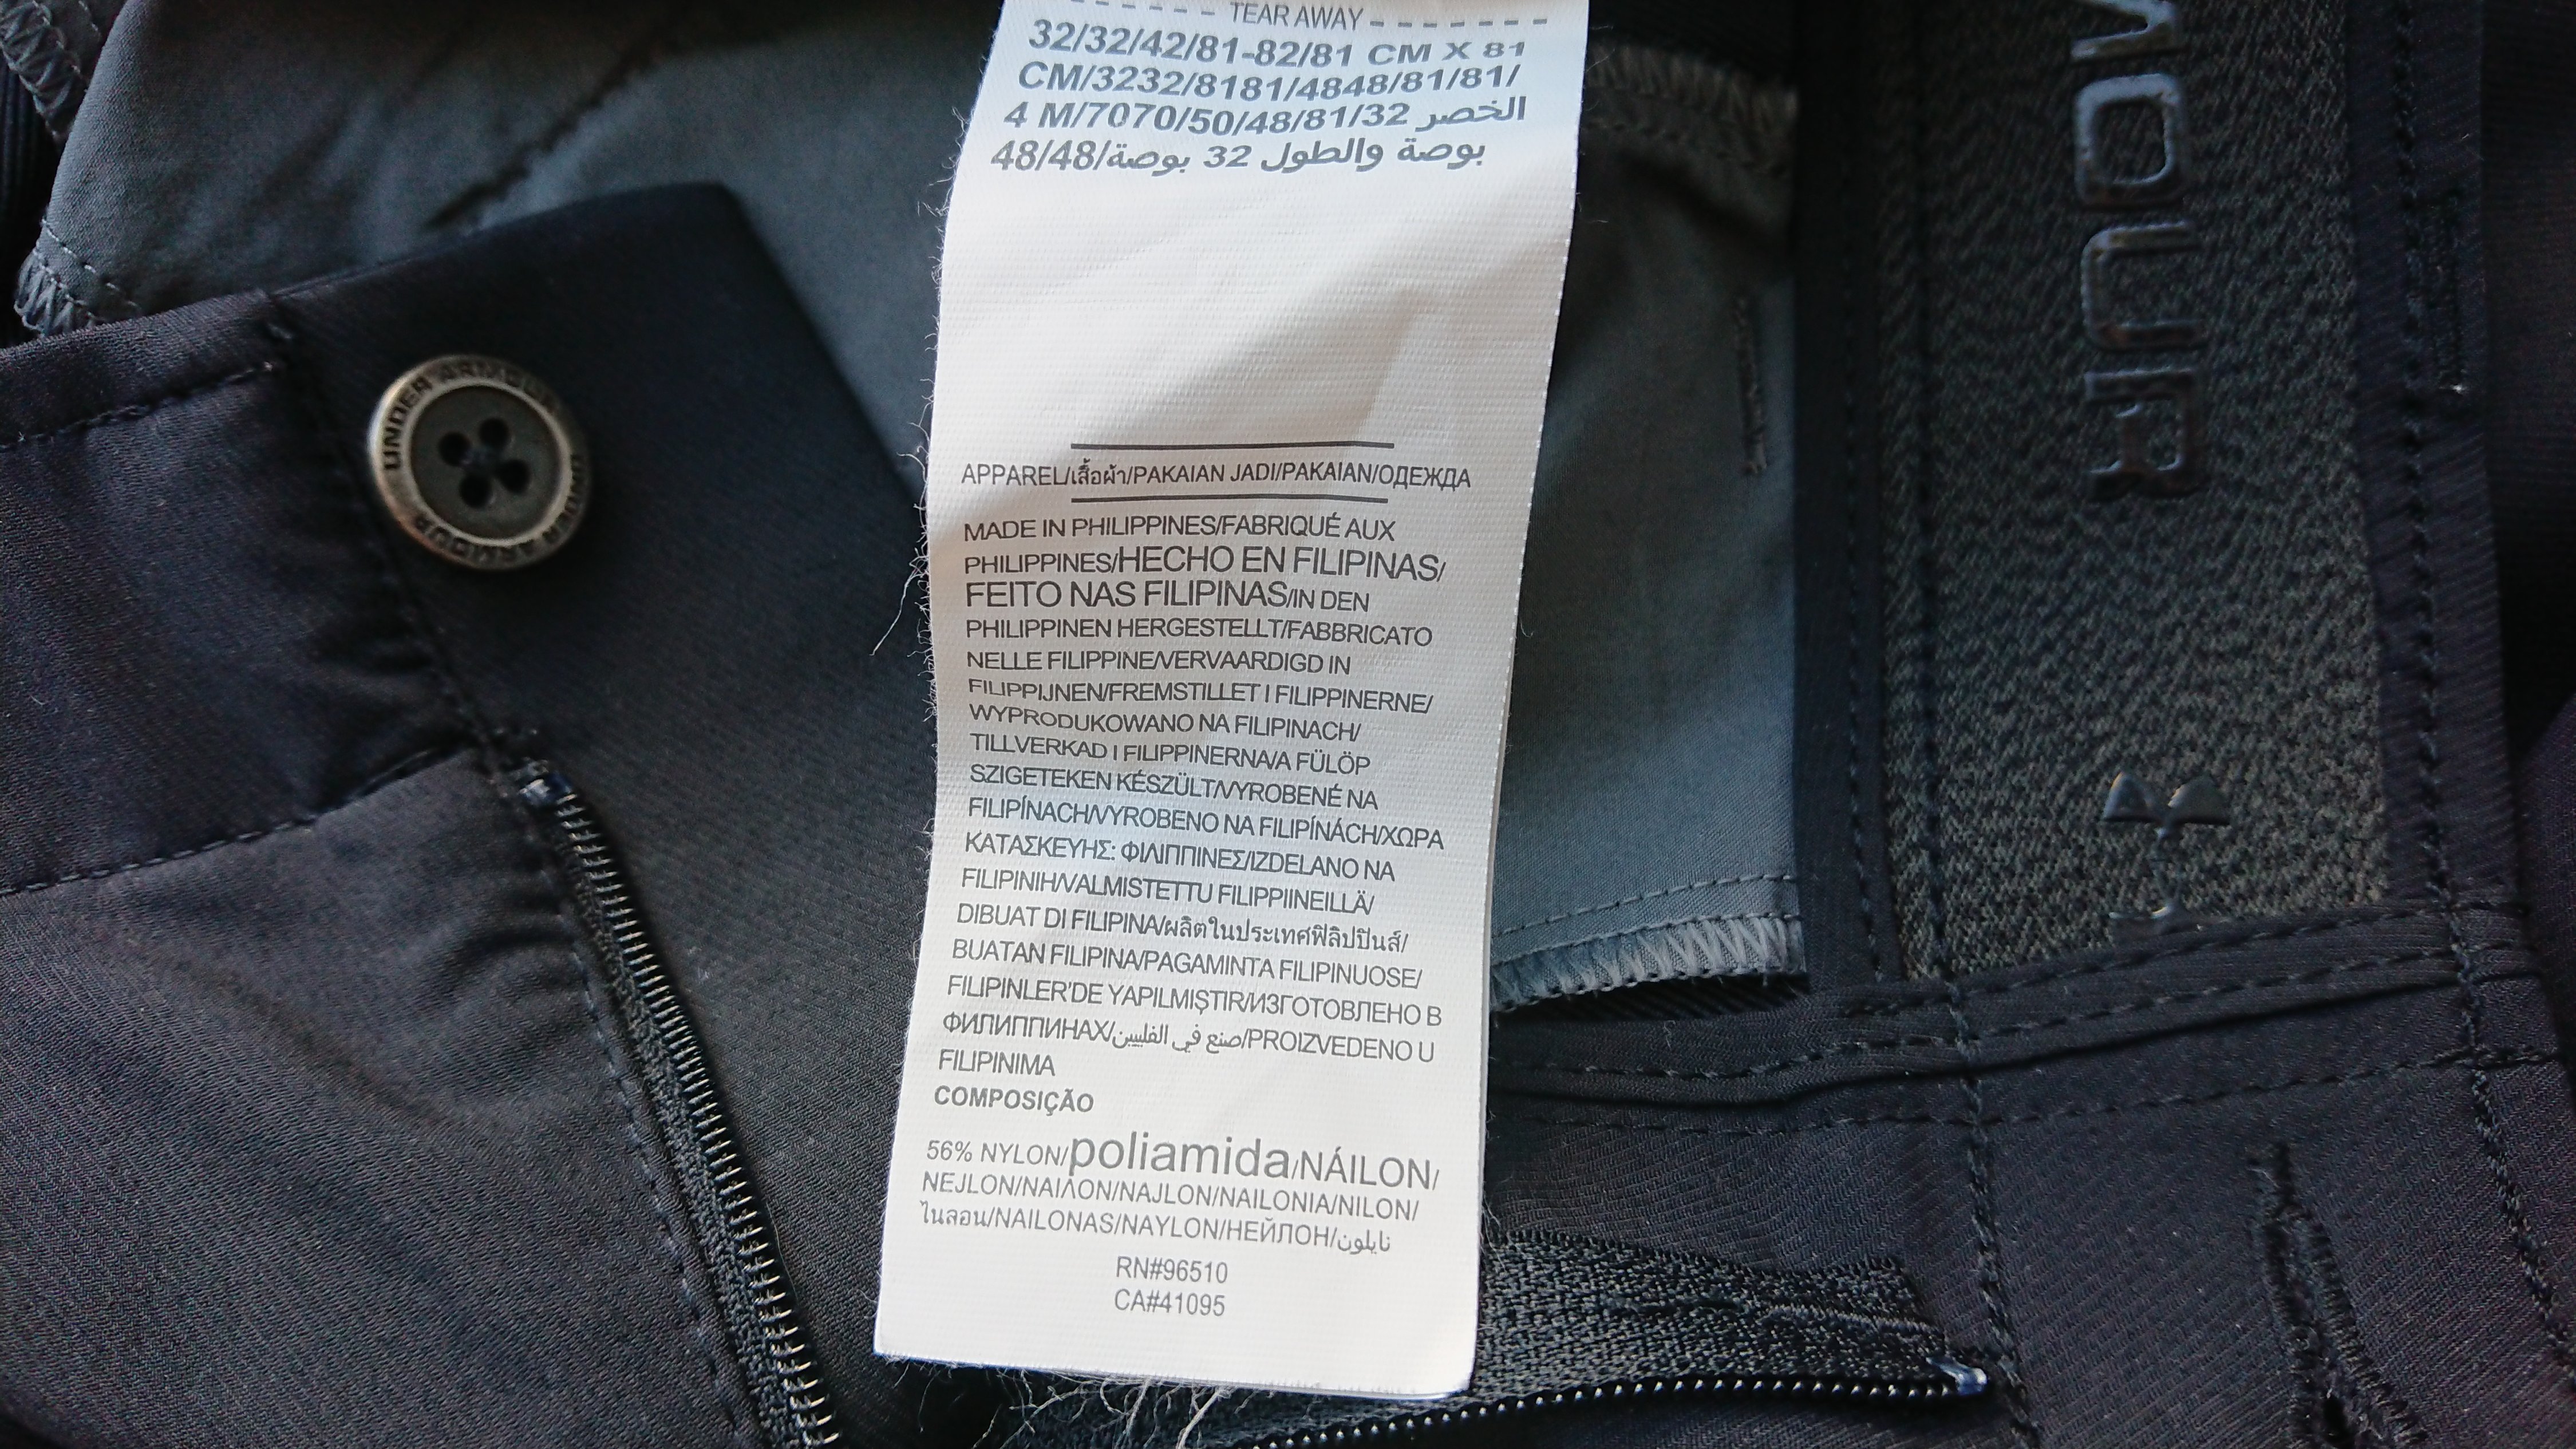 TEAR AWAY
32/32/42/81-82/81 CM X 81
CM/3232/8181/4848/81/81/
4 M/7070/50/48/81/32 الخصر
بوصة والطول 32 بوصة/48/48
APPAREL/เสื้อผ้า/PAKAIAN JADI/PAKAIAN/ОДЕЖДА
MADE IN PHILIPPINES/FABRIQUÉ AUX
PHILIPPINES/HECHO EN FILIPINAS/
FEITO NAS FILIPINAS/IN DEN
PHILIPPINEN HERGESTELLT/FABBRICATO
NELLE FILIPPINE/VERVAARDIGD IN
FILIPPIJNEN/FREMSTILLET I FILIPPINERNE/
WYPRODUKOWANO NA FILIPINACH/
TILLVERKAD I FILIPPINERNA/A FÜLÖP
SZIGETEKEN KÉSZÜLT/VYROBENÉ NA
FILIPÍNACH/VYROBENO NA FILIPÍNÁCH/ΧΩΡΑ
ΚΑΤΑΣΚΕΥΗΣ: ΦΙΛΙΠΠΙΝΕΣ/IZDELANO NA
FILIPINIH/VALMISTETTU FILIPPIINEILLÄ/
DIBUAT DI FILIPINA/ผลิตในประเทศฟิลิปปินส์/
BUATAN FILIPINA/PAGAMINTA FILIPINUOSE/
FILIPINLER'DE YAPILMIŞTIR/ИЗГОТОВЛЕНО В
ФИЛИППИНАХ/صنع في الفلبين/PROIZVEDENO U
FILIPINIMA
COMPOSIÇÃO
56% NYLON/poliamida/NÁILON/
NEJLON/ΝΑΙΛΟΝ/NAJLON/NAILONIA/NILON/
ไนลอน/NAILONAS/NAYLON/НЕЙЛОН/نايلون
RN#96510
CA#41095
UNDER ARMOUR
UNDER ARMOUR
MOUR